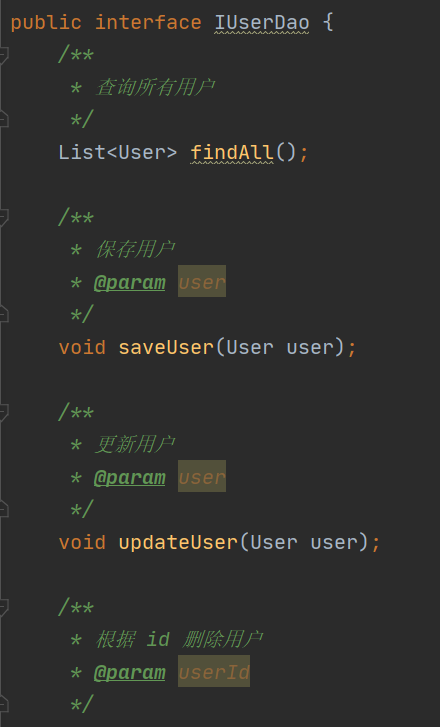 public interface IUserDao {
/**
* 查询所有用户
*/
List<User> findAll();
/**
* 保存用户
* @param user
*/
void saveUser(User user);
/**
* 更新用户
* @param user
*/
void updateUser(User user);
/**
* 根据 id 删除用户
* @param userId
*/